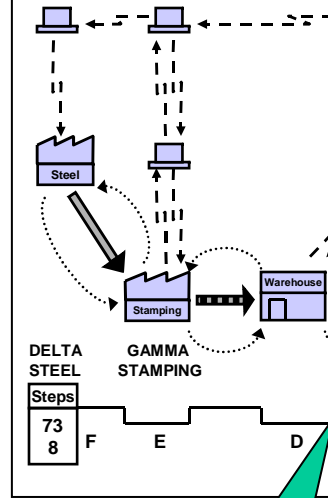 Steel
Warehouse
Stamping
DELTA STEEL
GAMMA STAMPING
Steps
73
8
F
E
D